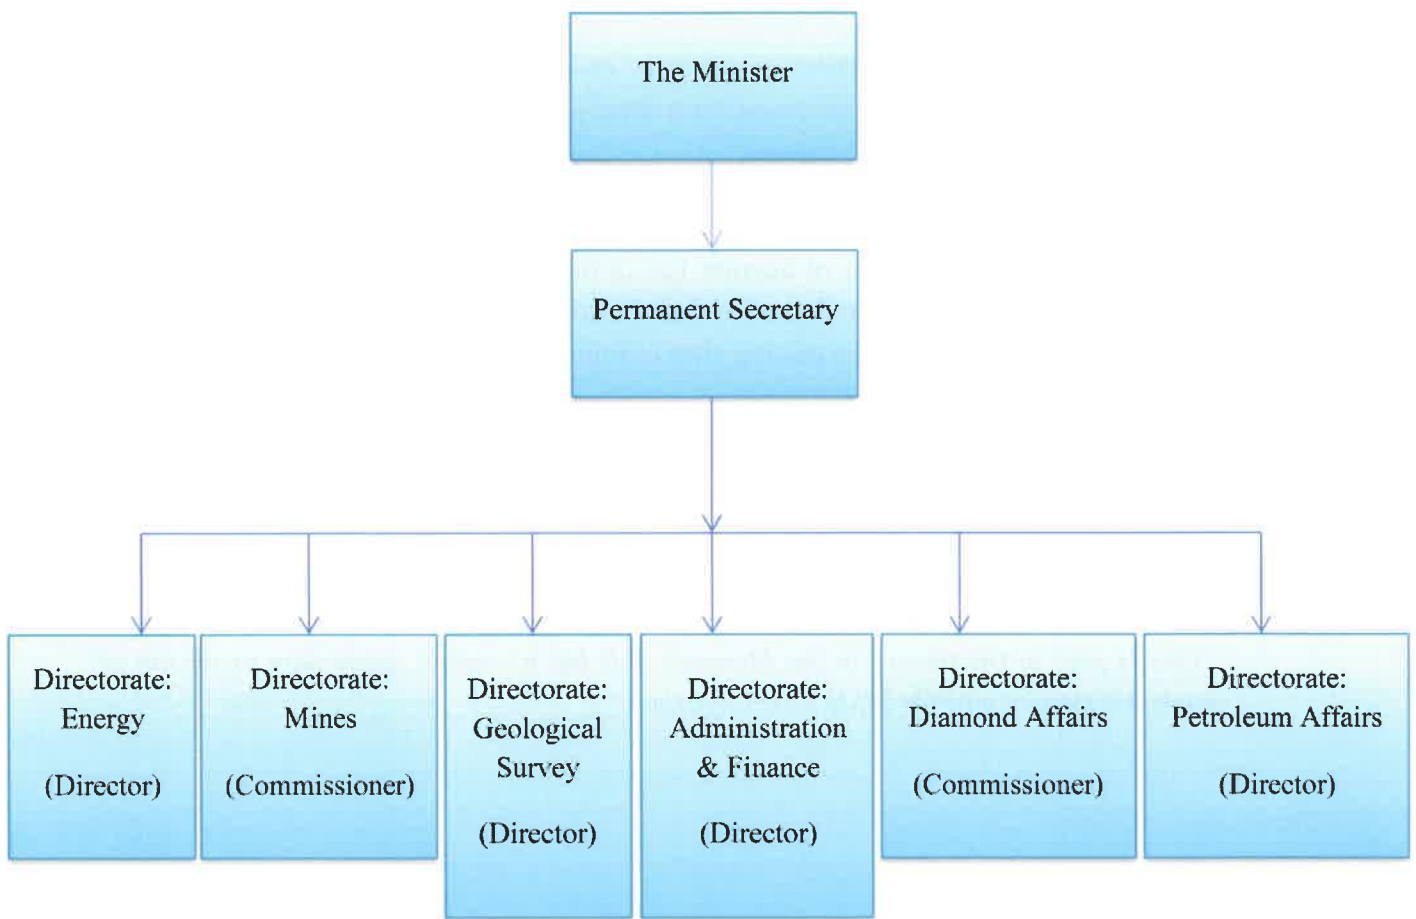 The Minister
Permanent Secretary
Directorate:
Energy
(Director)
Directorate:
Mines
(Commissioner)
Directorate:
Geological
Survey
(Director)
Directorate:
Administration
& Finance
(Director)
Directorate:
Diamond Affairs
(Commissioner)
Directorate:
Petroleum Affairs
(Director)